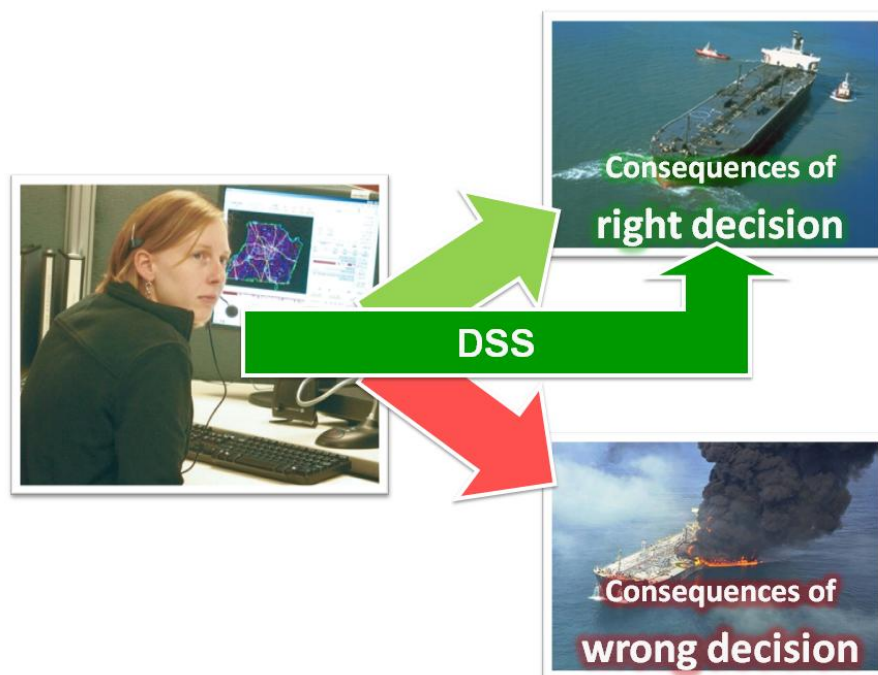 Consequences of
right decision
DSS
Consequences of
wrong decision